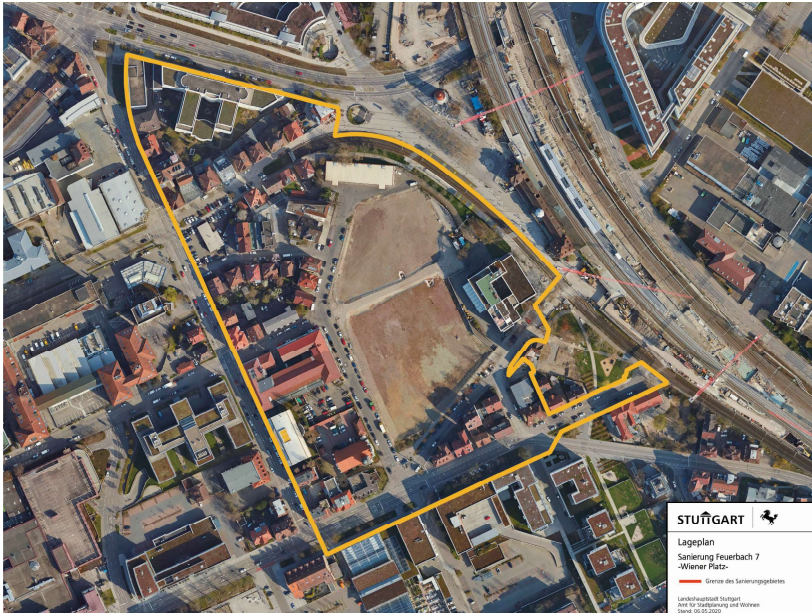 STUTTGART
Lageplan
Sanierung Feuerbach 7
-Wiener Platz-
Grenze des Sanierungsgebietes
Landeshauptstadt Stuttgart
Amt für Stadtplanung und Wohnen
Stand: 06.05.2020